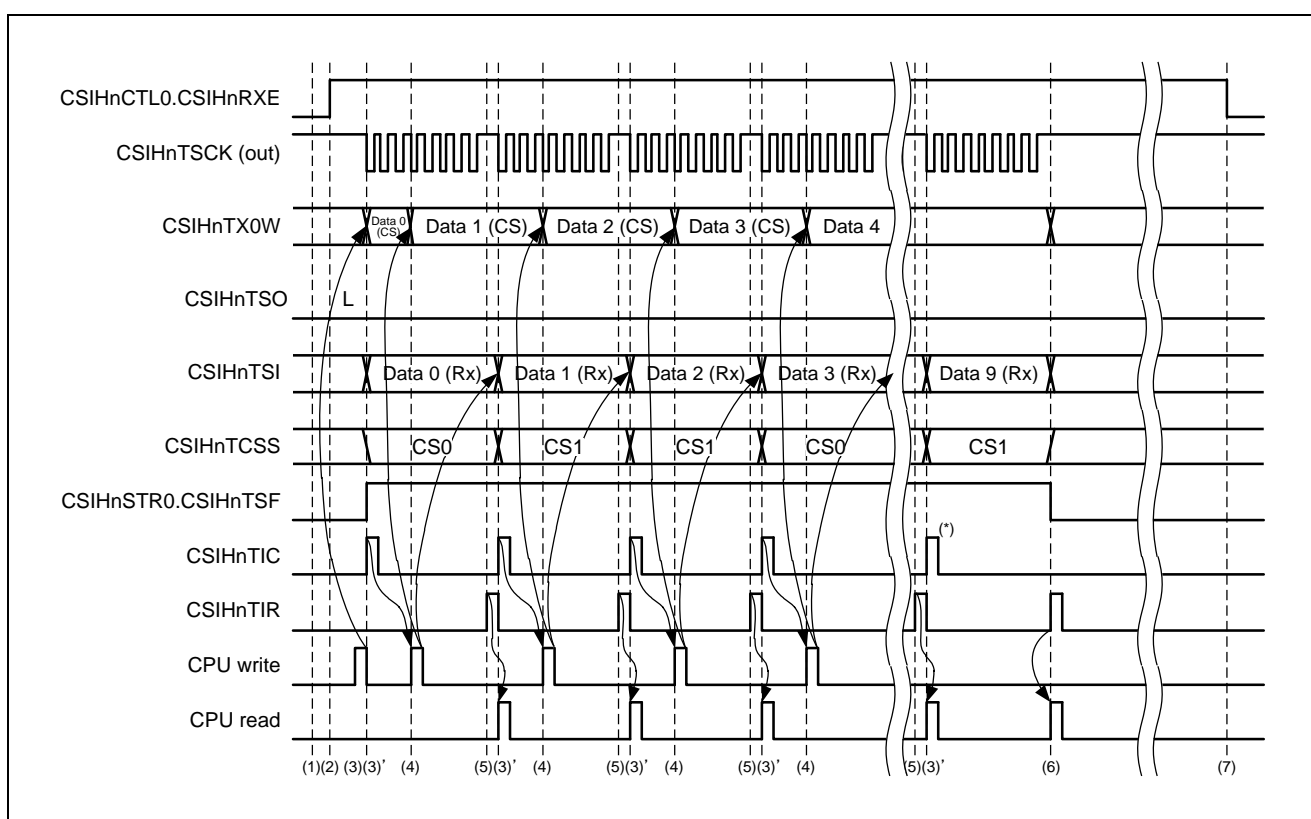 CSIHnCTL0.CSIHnRXE
CSIHnTSCK (out)
CSIHnTX0W Data 0 (CS) Data 1 (CS) Data 2 (CS) Data 3 (CS) Data 4
CSIHnTSO L
CSIHnTSI Data 0 (Rx) Data 1 (Rx) Data 2 (Rx) Data 3 (Rx) Data 9 (Rx)
CSIHnTCSS CS0 CS1 CS1 CS0 CS1
CSIHnSTR0.CSIHnTSF
CSIHnTIC (*)
CSIHnTIR
CPU write
CPU read
(1)(2) (3)(3)’ (4) (5)(3)’ (4) (5)(3)’ (4) (5)(3)’ (4) (5)(3)’ (6) (7)